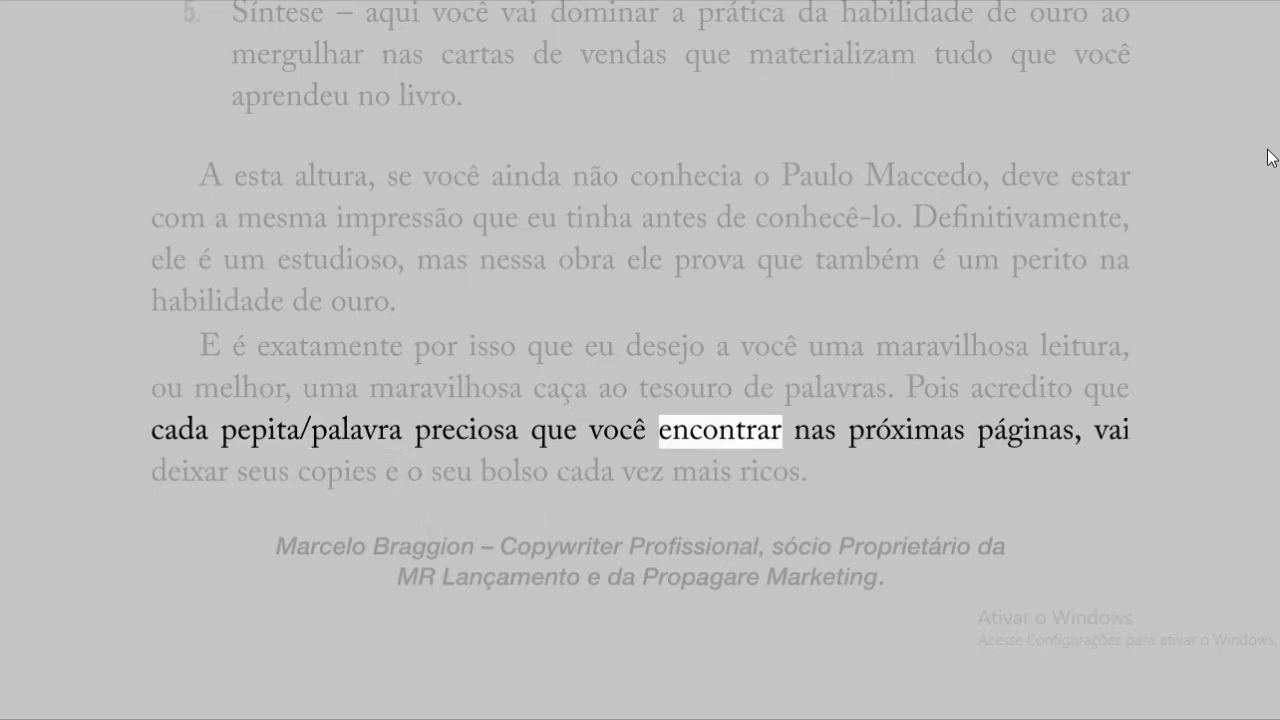 5. Síntese – aqui você vai dominar a prática da habilidade de ouro ao
mergulhar nas cartas de vendas que materializam tudo que você
aprendeu no livro.
A esta altura, se você ainda não conhecia o Paulo Maccedo, deve estar
com a mesma impressão que eu tinha antes de conhecê-lo. Definitivamente,
ele é um estudioso, mas nessa obra ele prova que também é um perito na
habilidade de ouro.
E é exatamente por isso que eu desejo a você uma maravilhosa leitura,
ou melhor, uma maravilhosa caça ao tesouro de palavras. Pois acredito que
cada pepita/palavra preciosa que você encontrar nas próximas páginas, vai
deixar seus copies e o seu bolso cada vez mais ricos.
Marcelo Braggion – Copywriter Profissional, sócio Proprietário da
MR Lançamento e da Propagare Marketing.
Ativar o Windows
Acesse Configurações para ativar o Windows.